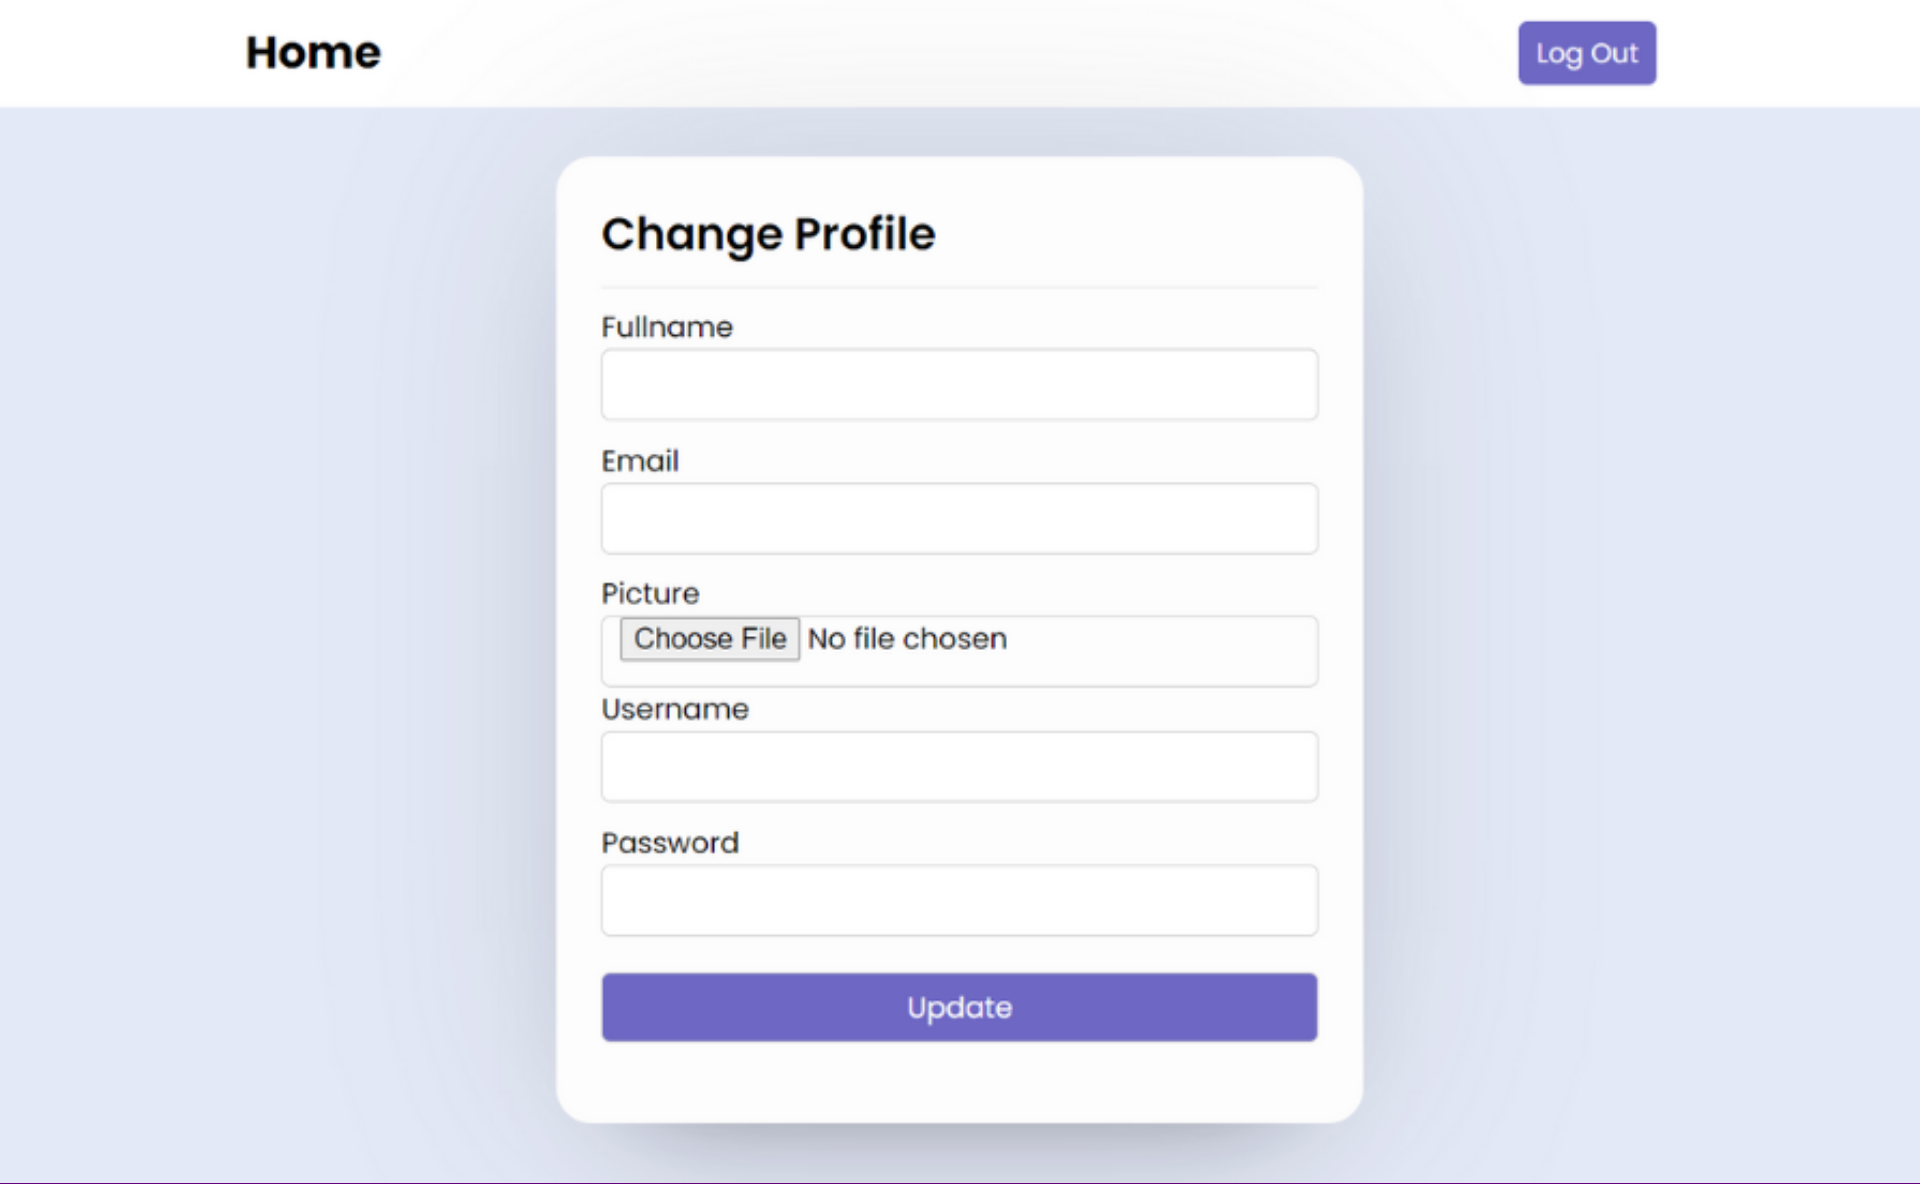 Home
Log Out
Change Profile
Fullname
Email
Picture
Choose File No file chosen
Username
Password
Update